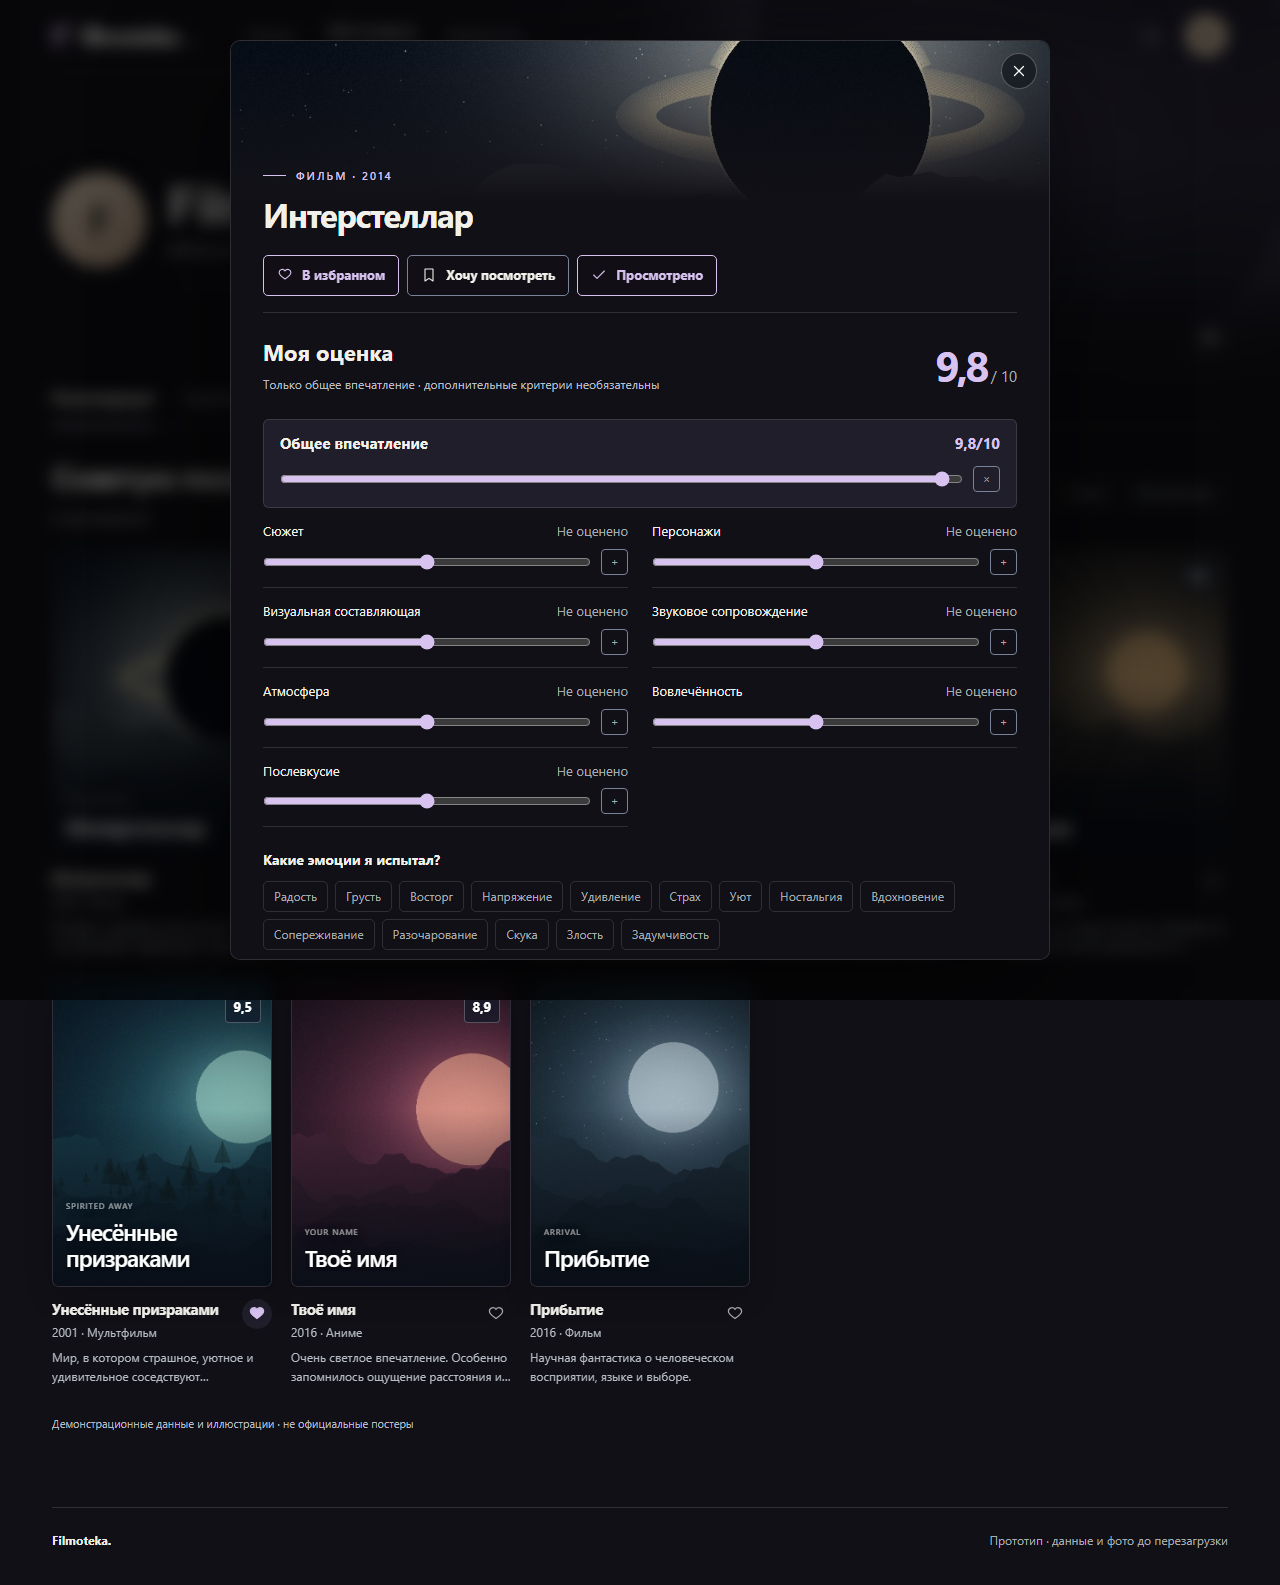 ФИЛЬМ · 2014
Интерстеллар
В избранном
Хочу посмотреть
Просмотрено
Моя оценка
Только общее впечатление · дополнительные критерии необязательны
9,8 / 10
Общее впечатление
9,8/10
Сюжет
Не оценено
Персонажи
Не оценено
Визуальная составляющая
Не оценено
Звуковое сопровождение
Не оценено
Атмосфера
Не оценено
Вовлечённость
Не оценено
Послевкусие
Не оценено
Какие эмоции я испытал?
Радость
Грусть
Восторг
Напряжение
Удивление
Страх
Уют
Ностальгия
Вдохновение
Сопереживание
Разочарование
Скука
Злость
Задумчивость
9,5
8,9
SPIRITED AWAY
Унесённые
призраками
YOUR NAME
Твоё имя
ARRIVAL
Прибытие
Унесённые призраками
2001 · Мультфильм
Мир, в котором страшное, уютное и
удивительное соседствуют...
Твоё имя
2016 · Аниме
Очень светлое впечатление. Особенно
запомнилось ощущение расстояния и...
Прибытие
2016 · Фильм
Научная фантастика о человеческом
восприятии, языке и выборе.
Демонстрационные данные и иллюстрации · не официальные постеры
Filmoteka.
Прототип · данные и фото до перезагрузки